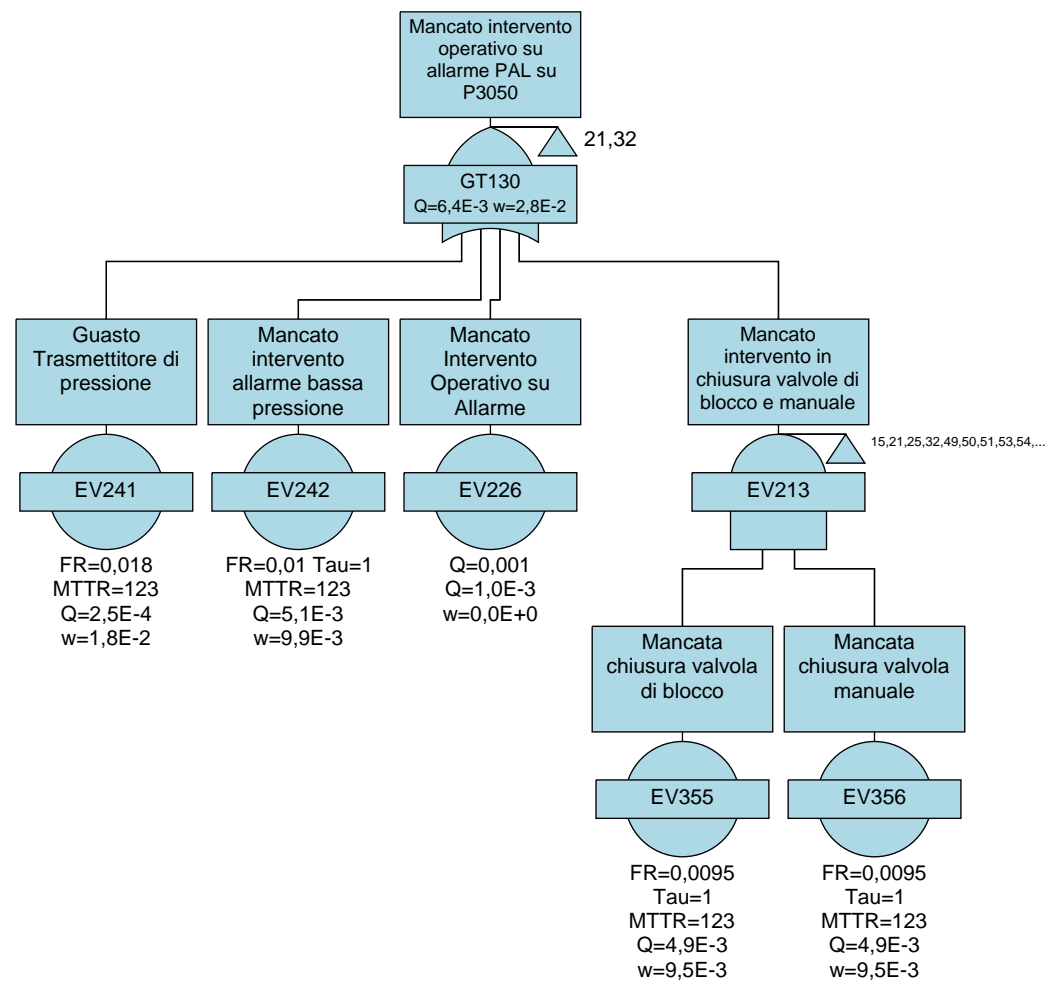 Mancato intervento
operativo su
allarme PAL su
P3050
21,32
GT130
Q=6,4E-3 w=2,8E-2
Guasto
Trasmettitore di
pressione
Mancato
intervento
allarme bassa
pressione
Mancato
Intervento
Operativo su
Allarme
Mancato
intervento in
chiusura valvole di
blocco e manuale
15,21,25,32,49,50,51,53,54,...
EV241
EV242
EV226
EV213
FR=0,018
MTTR=123
Q=2,5E-4
w=1,8E-2
FR=0,01 Tau=1
MTTR=123
Q=5,1E-3
w=9,9E-3
Q=0,001
Q=1,0E-3
w=0,0E+0
Mancata
chiusura valvola
di blocco
Mancata
chiusura valvola
manuale
EV355
EV356
FR=0,0095
Tau=1
MTTR=123
Q=4,9E-3
w=9,5E-3
FR=0,0095
Tau=1
MTTR=123
Q=4,9E-3
w=9,5E-3